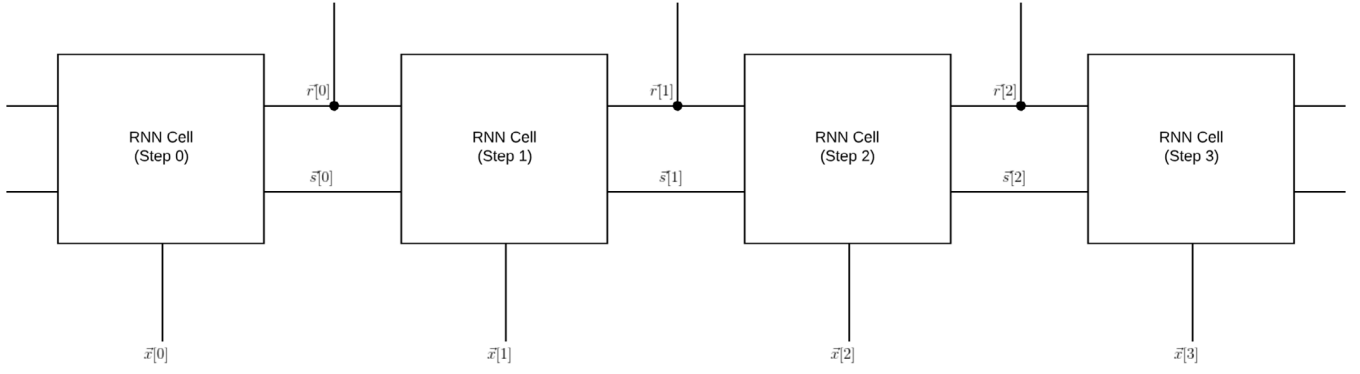 r⃗[0]
r⃗[1]
r⃗[2]
RNN Cell
(Step 0)
RNN Cell
(Step 1)
RNN Cell
(Step 2)
RNN Cell
(Step 3)
s⃗[0]
s⃗[1]
s⃗[2]
x⃗[0]
x⃗[1]
x⃗[2]
x⃗[3]